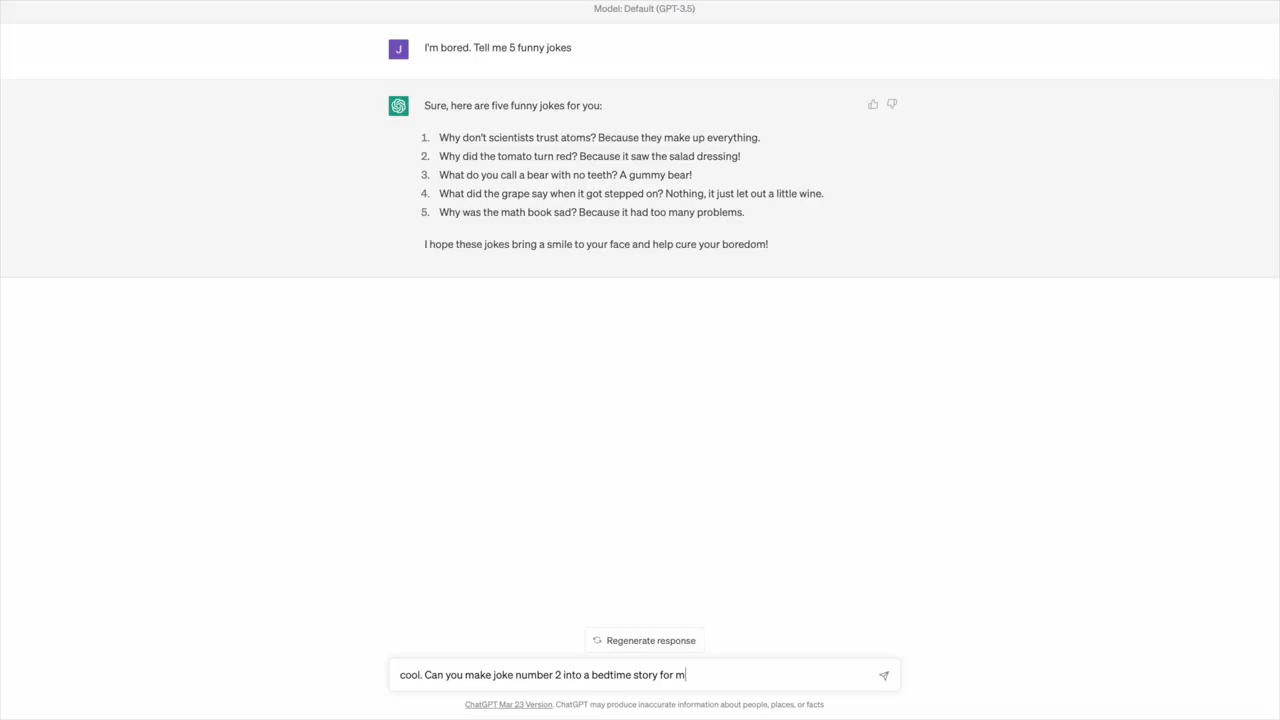 Model: Default (GPT-3.5)
J
I'm bored. Tell me 5 funny jokes
Sure, here are five funny jokes for you:
1. Why don't scientists trust atoms? Because they make up everything.
2. Why did the tomato turn red? Because it saw the salad dressing!
3. What do you call a bear with no teeth? A gummy bear!
4. What did the grape say when it got stepped on? Nothing, it just let out a little wine.
5. Why was the math book sad? Because it had too many problems.
I hope these jokes bring a smile to your face and help cure your boredom!
Regenerate response
cool. Can you make joke number 2 into a bedtime story for m
ChatGPT Mar 23 Version. ChatGPT may produce inaccurate information about people, places, or facts